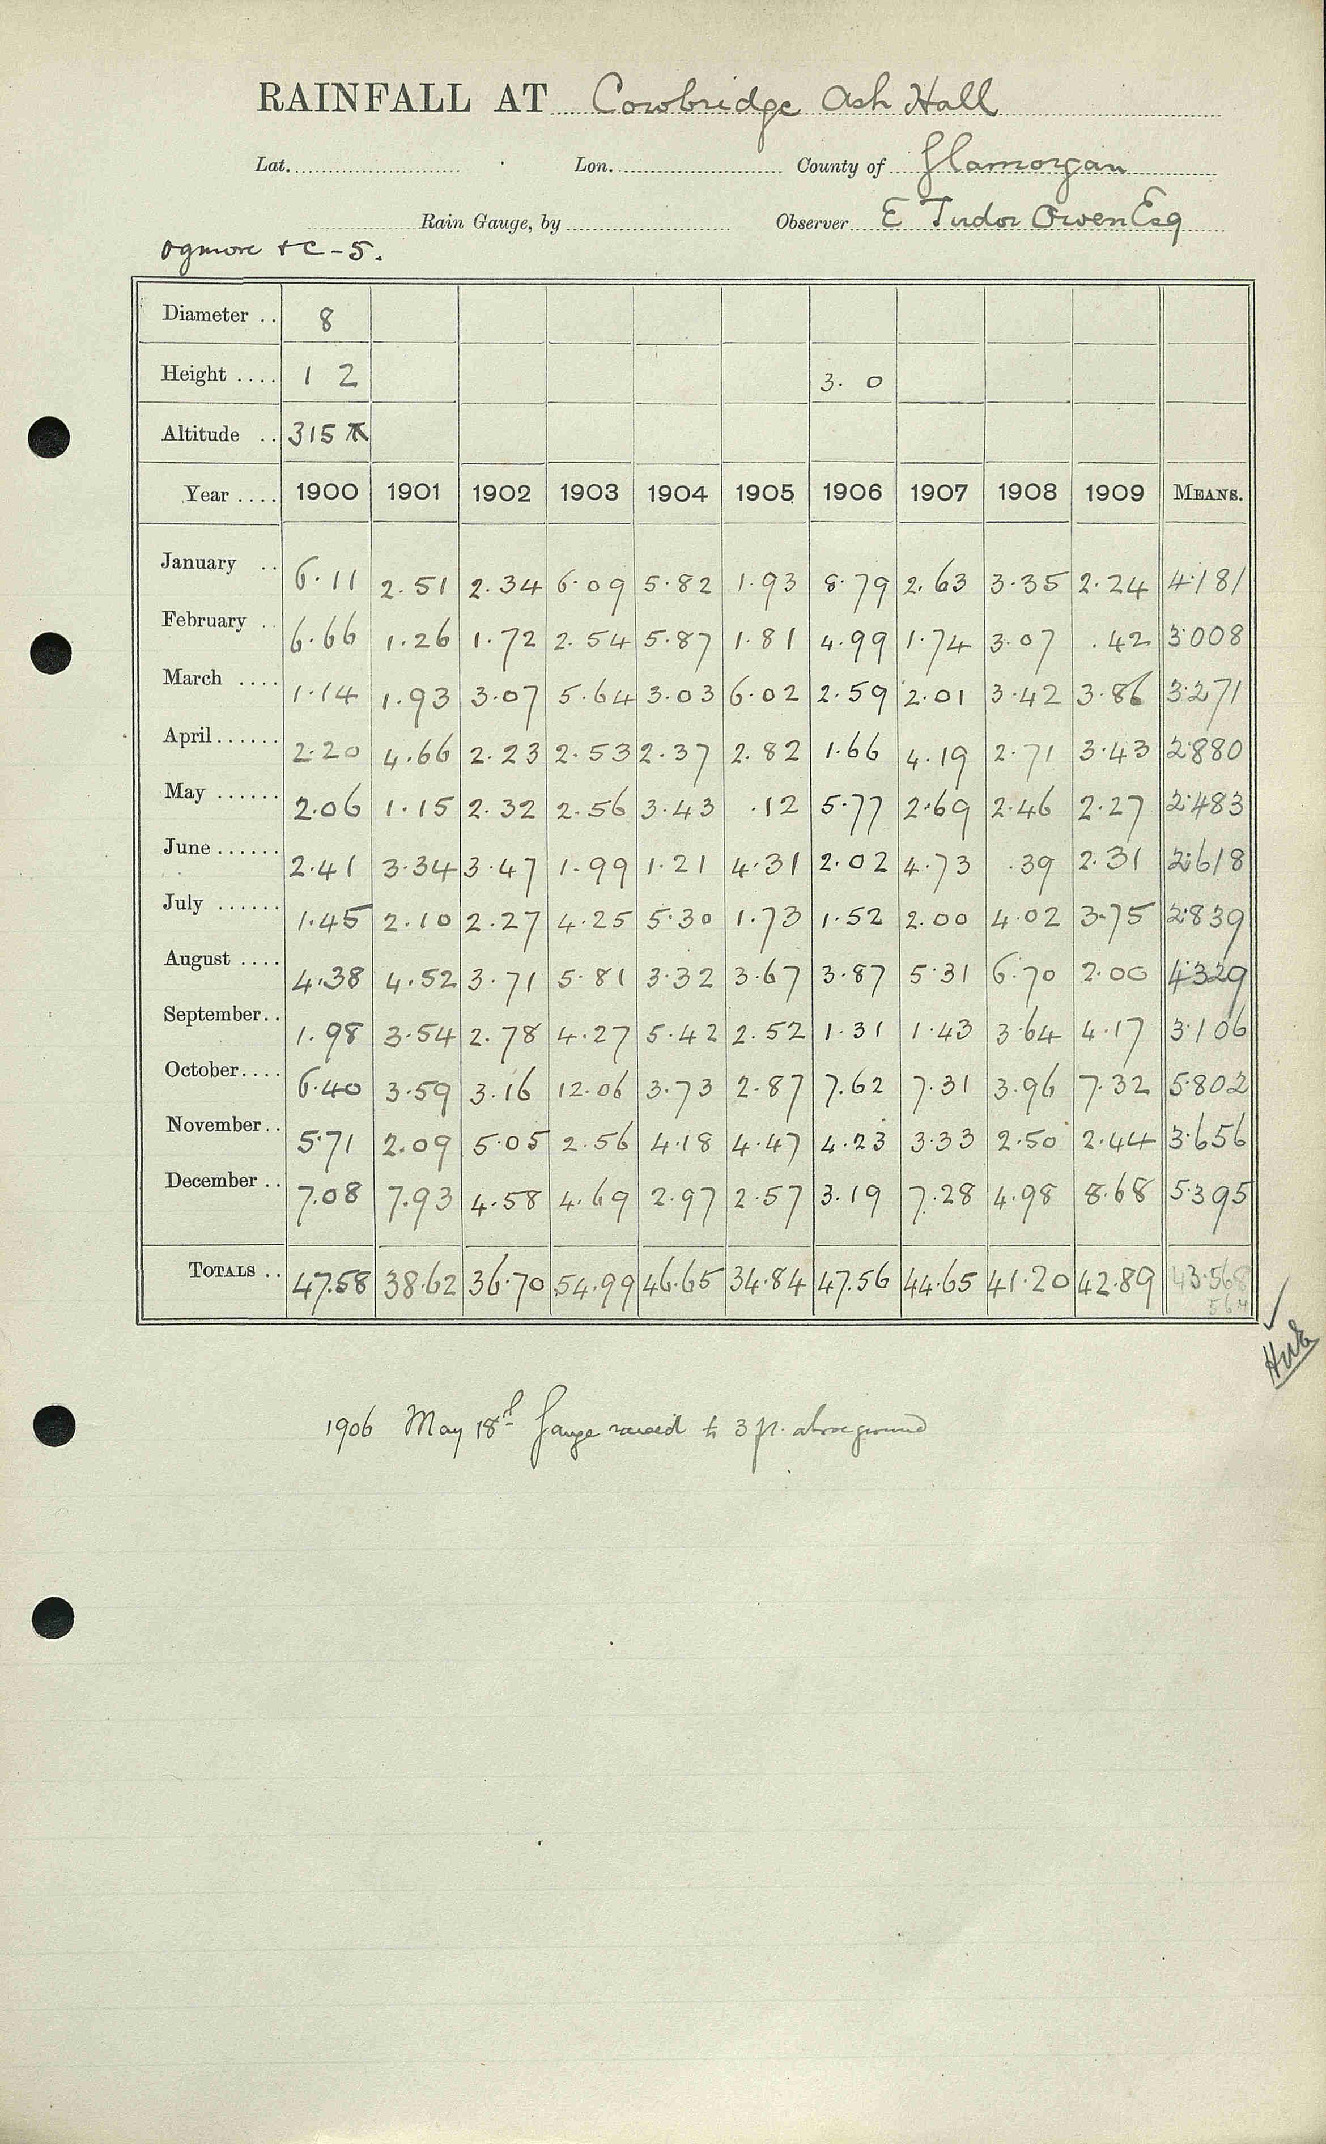 RAINFALL AT Cowbridge Ash Hall
Lat. Lon. County of Glamorgan
Rain Gauge, by Observer E Tudor Owen Esq
Ogmore &c - 5.
Diameter .. 8
Height .... 1 2 3. 0
Altitude .. 315
Year .... 1900 1901 1902 1903 1904 1905 1906 1907 1908 1909 MEANS.
January .. 6.11 2.51 2.34 6.09 5.82 1.93 8.79 2.63 3.35 2.24 4.181
February .. 6.66 1.26 1.72 2.54 5.87 1.81 4.99 1.74 3.07 .42 3.008
March .... 1.14 1.93 3.07 5.64 3.03 6.02 2.59 2.01 3.42 3.86 3.271
April...... 2.20 4.66 2.23 2.53 2.37 2.82 1.66 4.19 2.71 3.43 2.880
May ...... 2.06 1.15 2.32 2.56 3.43 .12 5.77 2.69 2.46 2.27 2.483
June...... 2.41 3.34 3.47 1.99 1.21 4.31 2.02 4.73 .39 2.31 2.618
July ...... 1.45 2.10 2.27 4.25 5.30 1.73 1.52 2.00 4.02 3.75 2.839
August .... 4.38 4.52 3.71 5.81 3.32 3.67 3.87 5.31 6.70 2.00 4.329
September.. 1.98 3.54 2.78 4.27 5.42 2.52 1.31 1.43 3.64 4.17 3.106
October.... 6.40 3.59 3.16 12.06 3.73 2.87 7.62 7.31 3.96 7.32 5.802
November.. 5.71 2.09 5.05 2.56 4.18 4.47 4.23 3.33 2.50 2.44 3.656
December .. 7.08 7.93 4.58 4.69 2.97 2.57 3.19 7.28 4.98 8.68 5.395
TOTALS .. 47.58 38.62 36.70 54.99 46.65 34.84 47.56 44.65 41.20 42.89 43.568
1906 May 18th Gauge raised to 3 ft. above ground